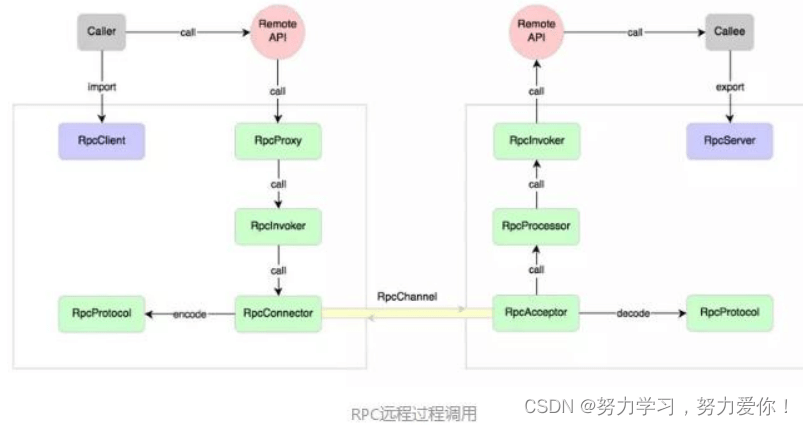 Caller
call
Remote
API
Remote
API
call
Callee
import
call
call
export
RpcClient
RpcProxy
RpcInvoker
RpcServer
call
call
RpcInvoker
RpcProcessor
call
call
RpcChannel
RpcProtocol
encode
RpcConnector
RpcAcceptor
decode
RpcProtocol
RPC远程过程调用
CSDN @努力学习，努力爱你！